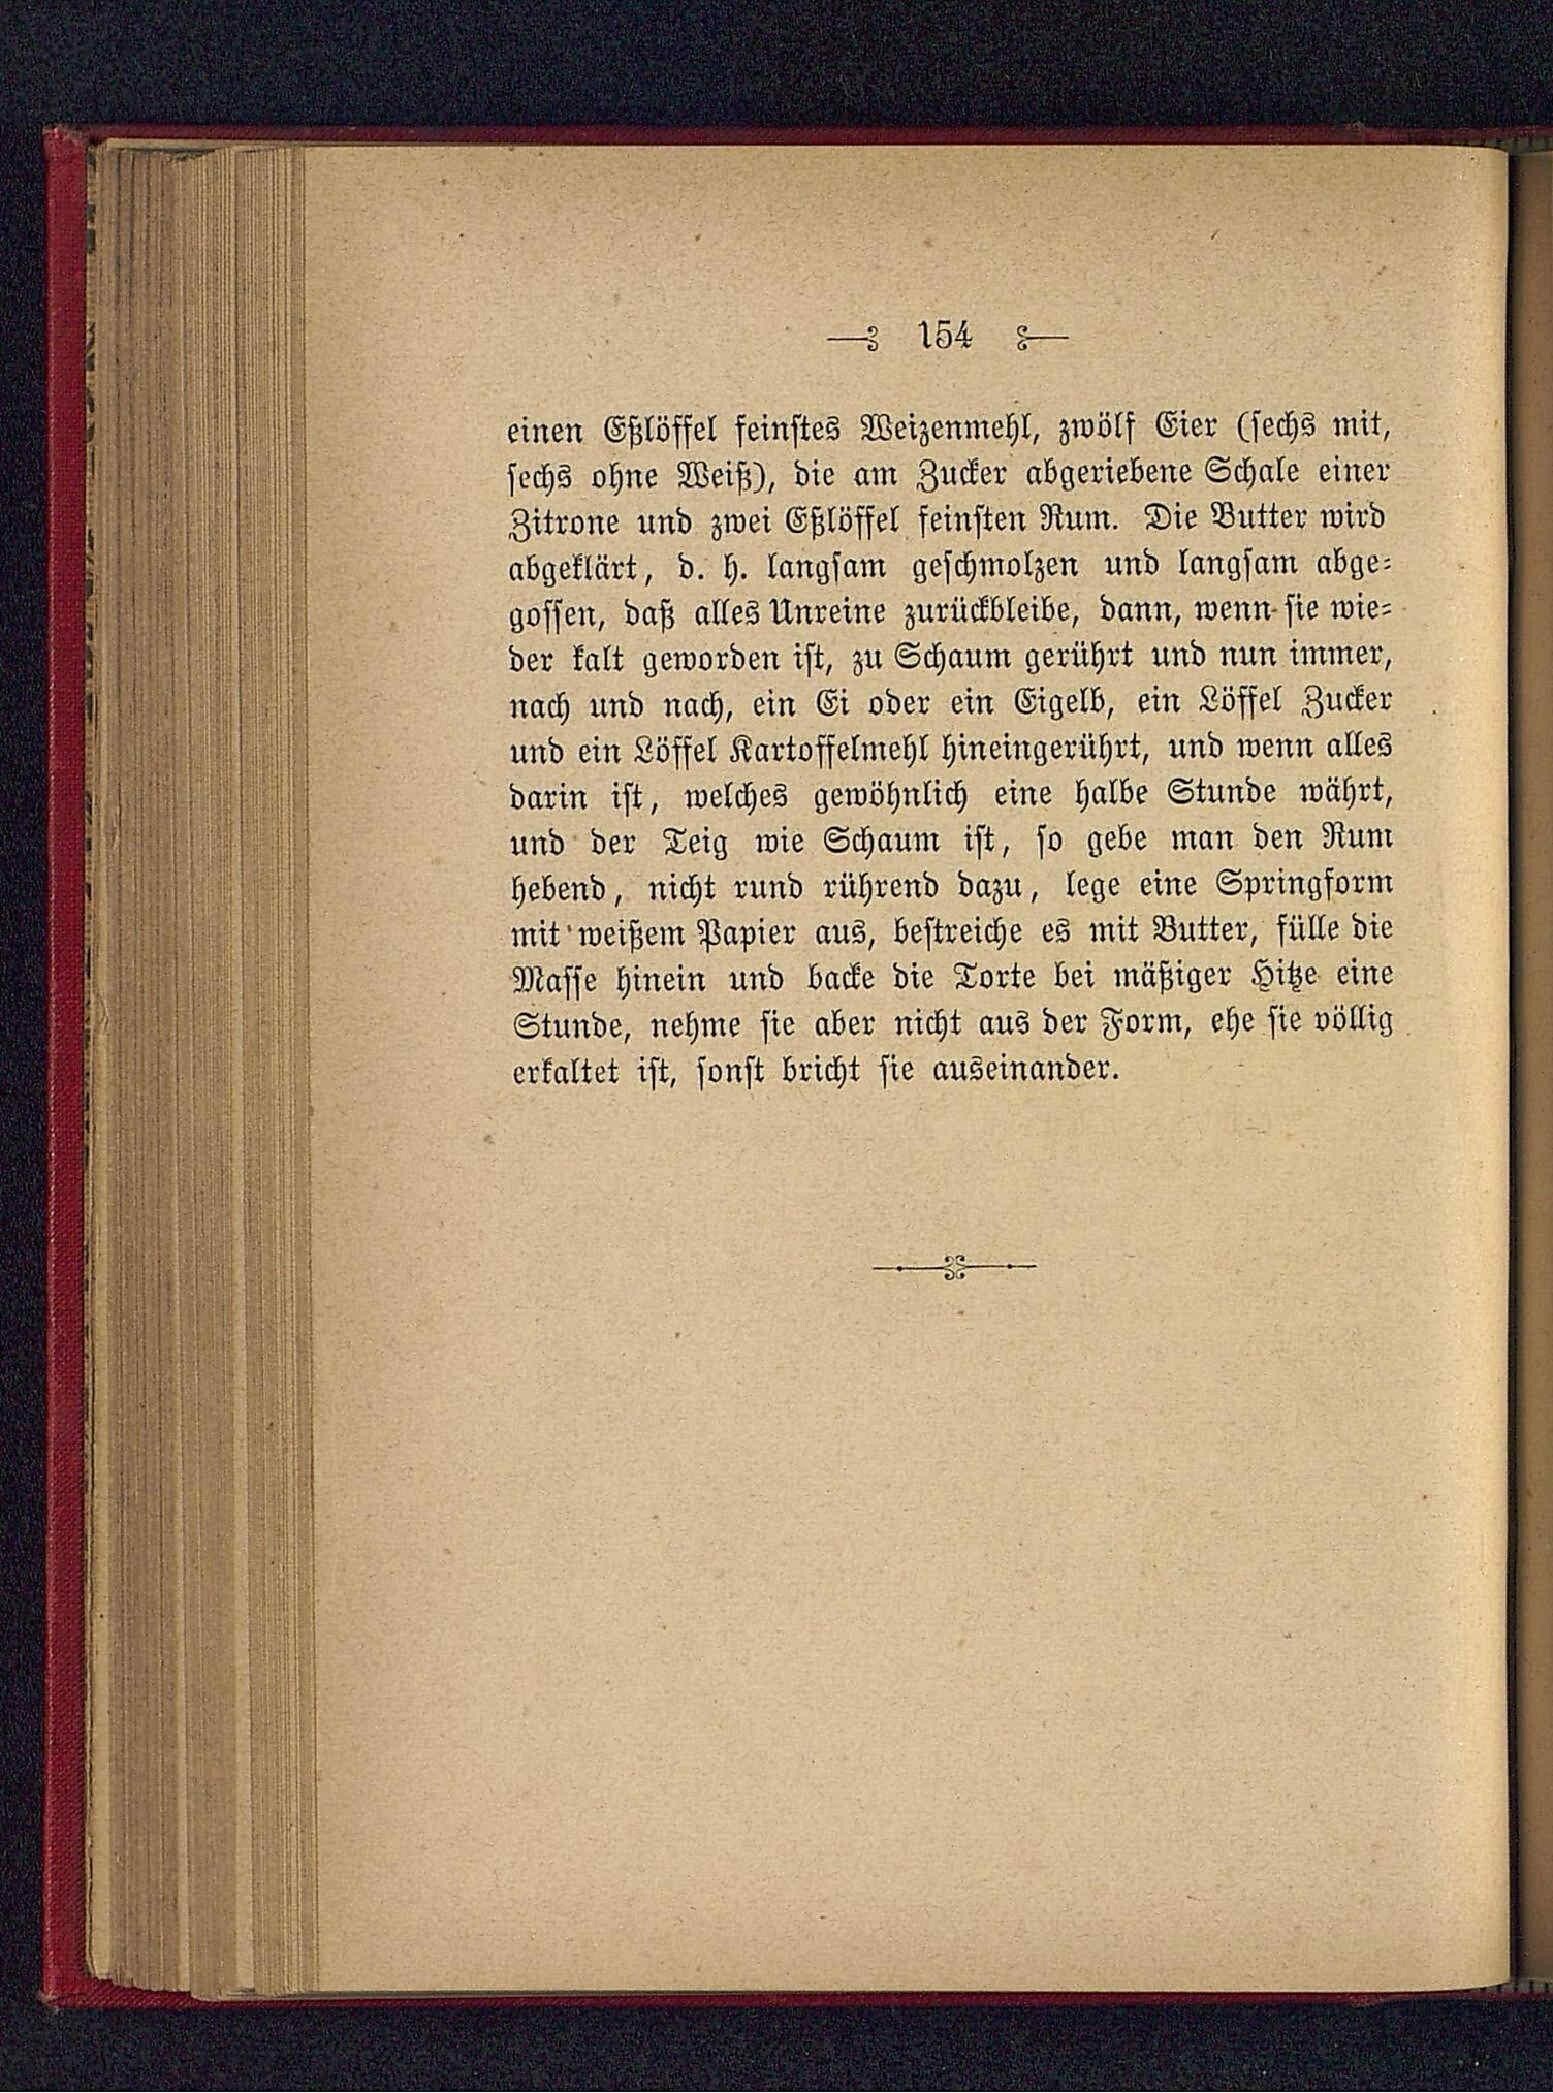 154
einen Eßlöffel feinstes Weizenmehl, zwölf Eier (sechs mit,
sechs ohne Weiß), die am Zucker abgeriebene Schale einer
Zitrone und zwei Eßlöffel feinsten Rum. Die Butter wird
abgeklärt, d. h. langsam geschmolzen und langsam abge-
gossen, daß alles Unreine zurückbleibe, dann, wenn sie wie-
der kalt geworden ist, zu Schaum gerührt und nun immer,
nach und nach, ein Ei oder ein Eigelb, ein Löffel Zucker
und ein Löffel Kartoffelmehl hineingerührt, und wenn alles
darin ist, welches gewöhnlich eine halbe Stunde währt,
und der Teig wie Schaum ist, so gebe man den Rum
hebend, nicht rund rührend dazu, lege eine Springform
mit weißem Papier aus, bestreiche es mit Butter, fülle die
Masse hinein und backe die Torte bei mäßiger Hitze eine
Stunde, nehme sie aber nicht aus der Form, ehe sie völlig
erkaltet ist, sonst bricht sie auseinander.